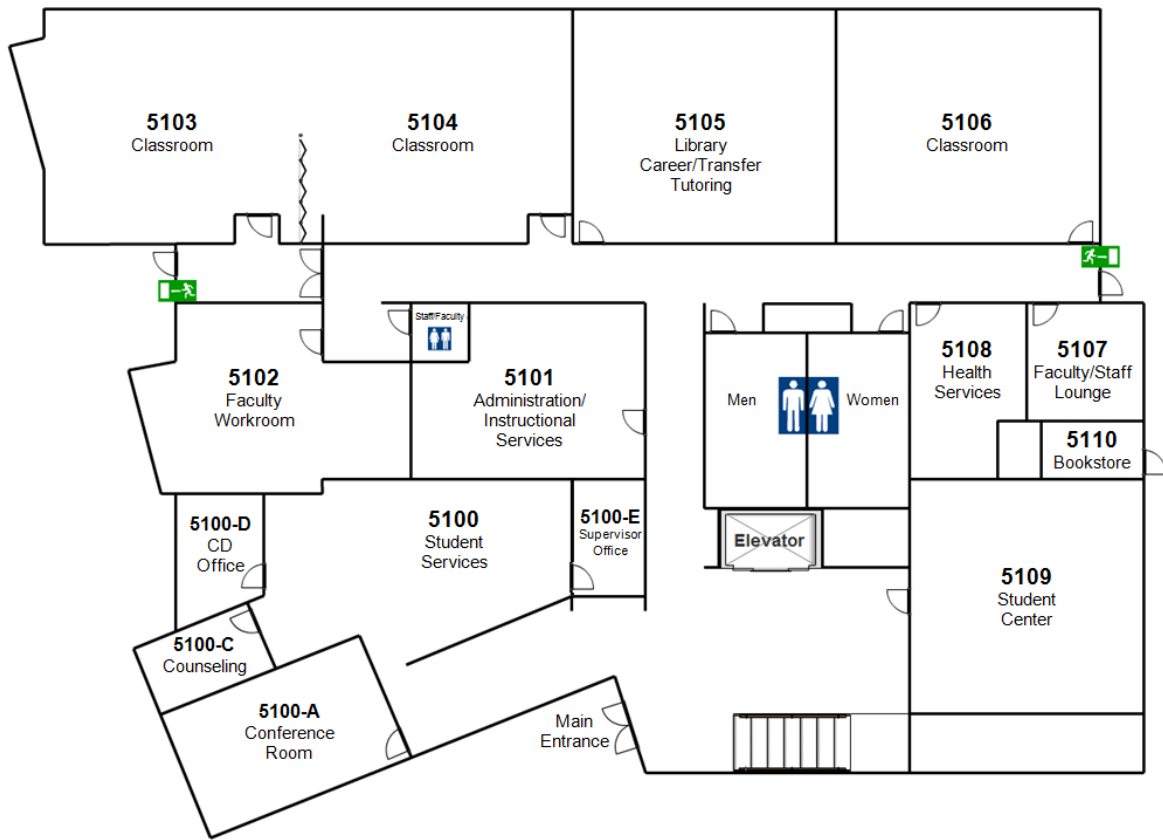 5103
Classroom
5104
Classroom
5105
Library
Career/Transfer
Tutoring
5106
Classroom
Staff/Faculty
5102
Faculty
Workroom
5101
Administration/
Instructional
Services
Men
Women
5108
Health
Services
5107
Faculty/Staff
Lounge
5110
Bookstore
5100-D
CD
Office
5100
Student
Services
5100-E
Supervisor
Office
Elevator
5109
Student
Center
5100-C
Counseling
5100-A
Conference
Room
Main
Entrance